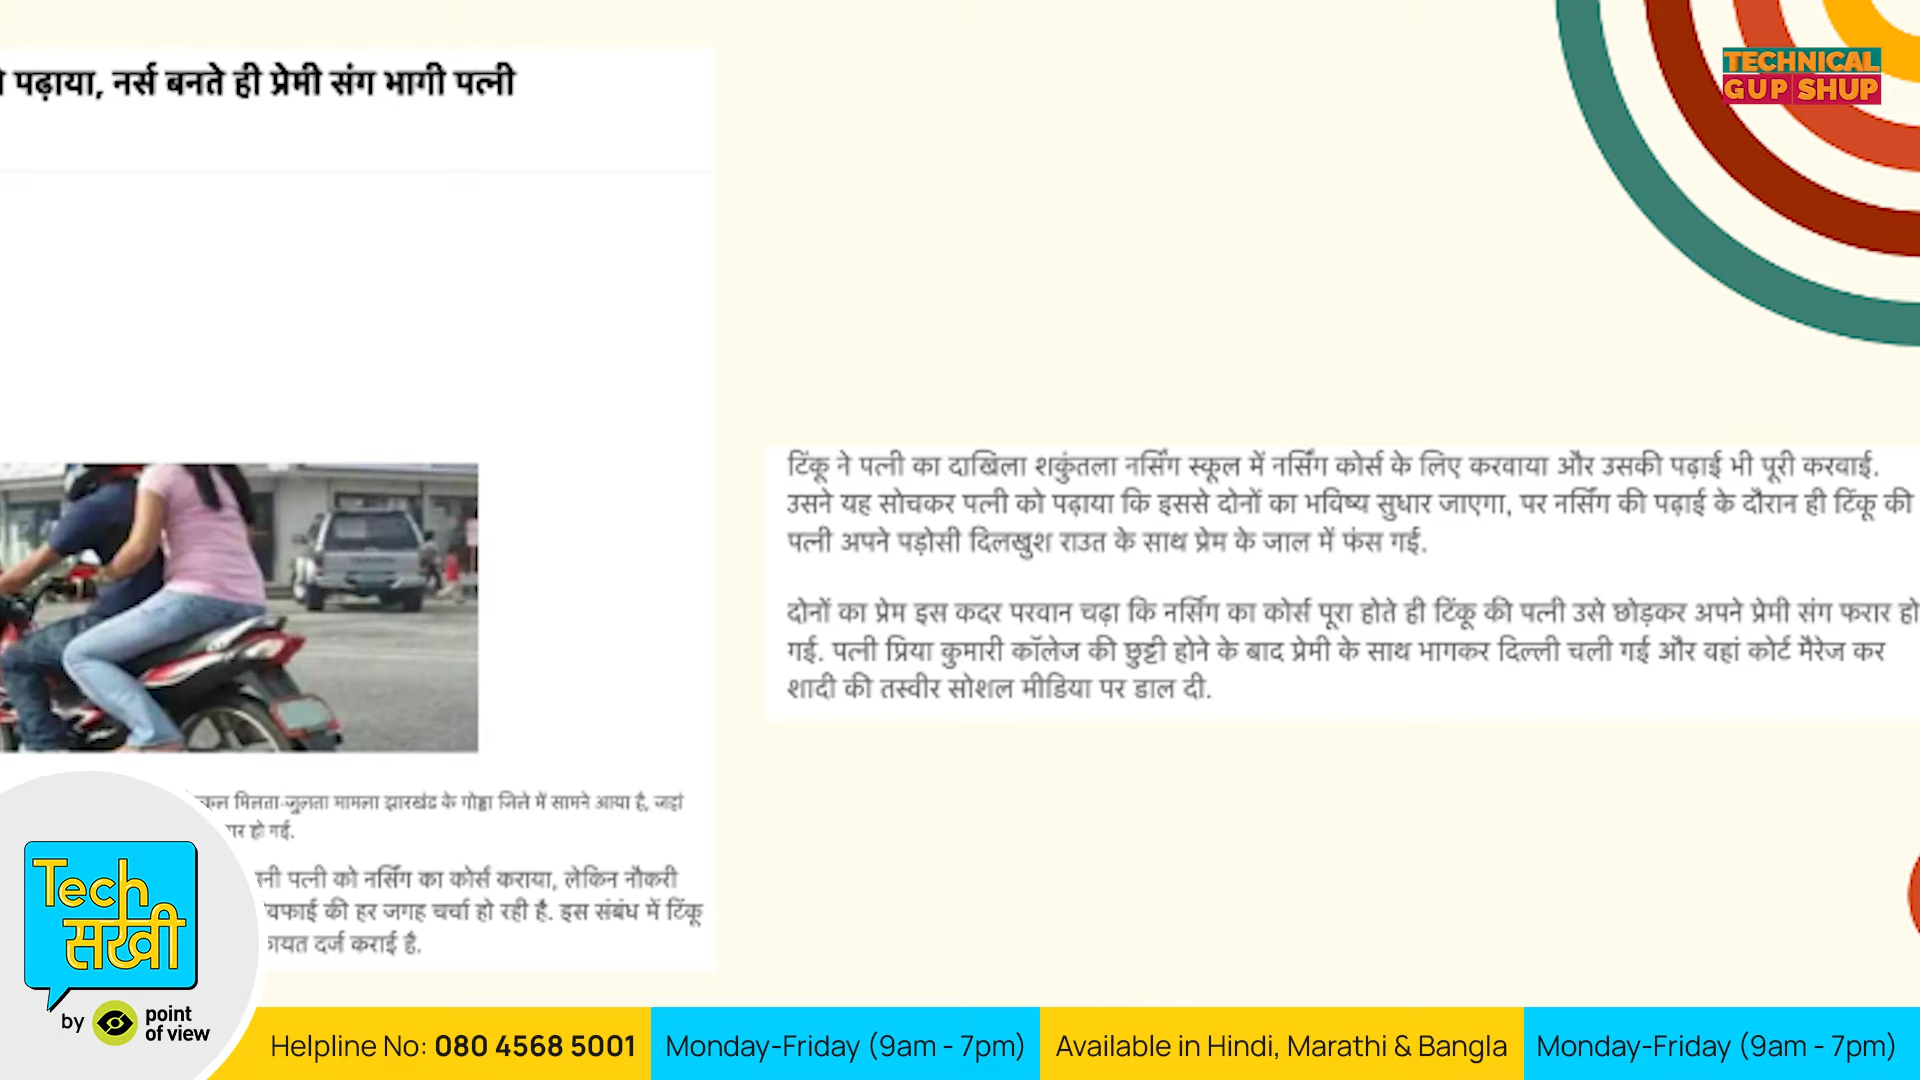 पढ़ाया, नर्स बनते ही प्रेमी संग भागी पत्नी
TECHNICAL
GUP SHUP
टिंकू ने पत्नी का दाखिला शकुंतला नर्सिंग स्कूल में नर्सिंग कोर्स के लिए करवाया और उसकी पढ़ाई भी पूरी करवाई.
उसने यह सोचकर पत्नी को पढ़ाया कि इससे दोनों का भविष्य सुधार जाएगा, पर नर्सिंग की पढ़ाई के दौरान ही टिंकू की
पत्नी अपने पड़ोसी दिलखुश राउत के साथ प्रेम के जाल में फंस गई.
दोनों का प्रेम इस कदर परवान चढ़ा कि नर्सिंग का कोर्स पूरा होते ही टिंकू की पत्नी उसे छोड़कर अपने प्रेमी संग फरार हो
गई. पत्नी प्रिया कुमारी कॉलेज की छुट्टी होने के बाद प्रेमी के साथ भागकर दिल्ली चली गई और वहां कोर्ट मैरेज कर
शादी की तस्वीर सोशल मीडिया पर डाल दी.
मिलता-जुलता मामला झारखंड के गोड्डा जिले में सामने आया है, जहां
हो गई.
पत्नी को नर्सिंग का कोर्स कराया, लेकिन नौकरी
की हर जगह चर्चा हो रही है. इस संबंध में टिंकू
दर्ज कराई है.
Tech
सखी
by point
of view
Helpline No: 080 4568 5001 Monday-Friday (9am - 7pm) Available in Hindi, Marathi & Bangla Monday-Friday (9am - 7pm)